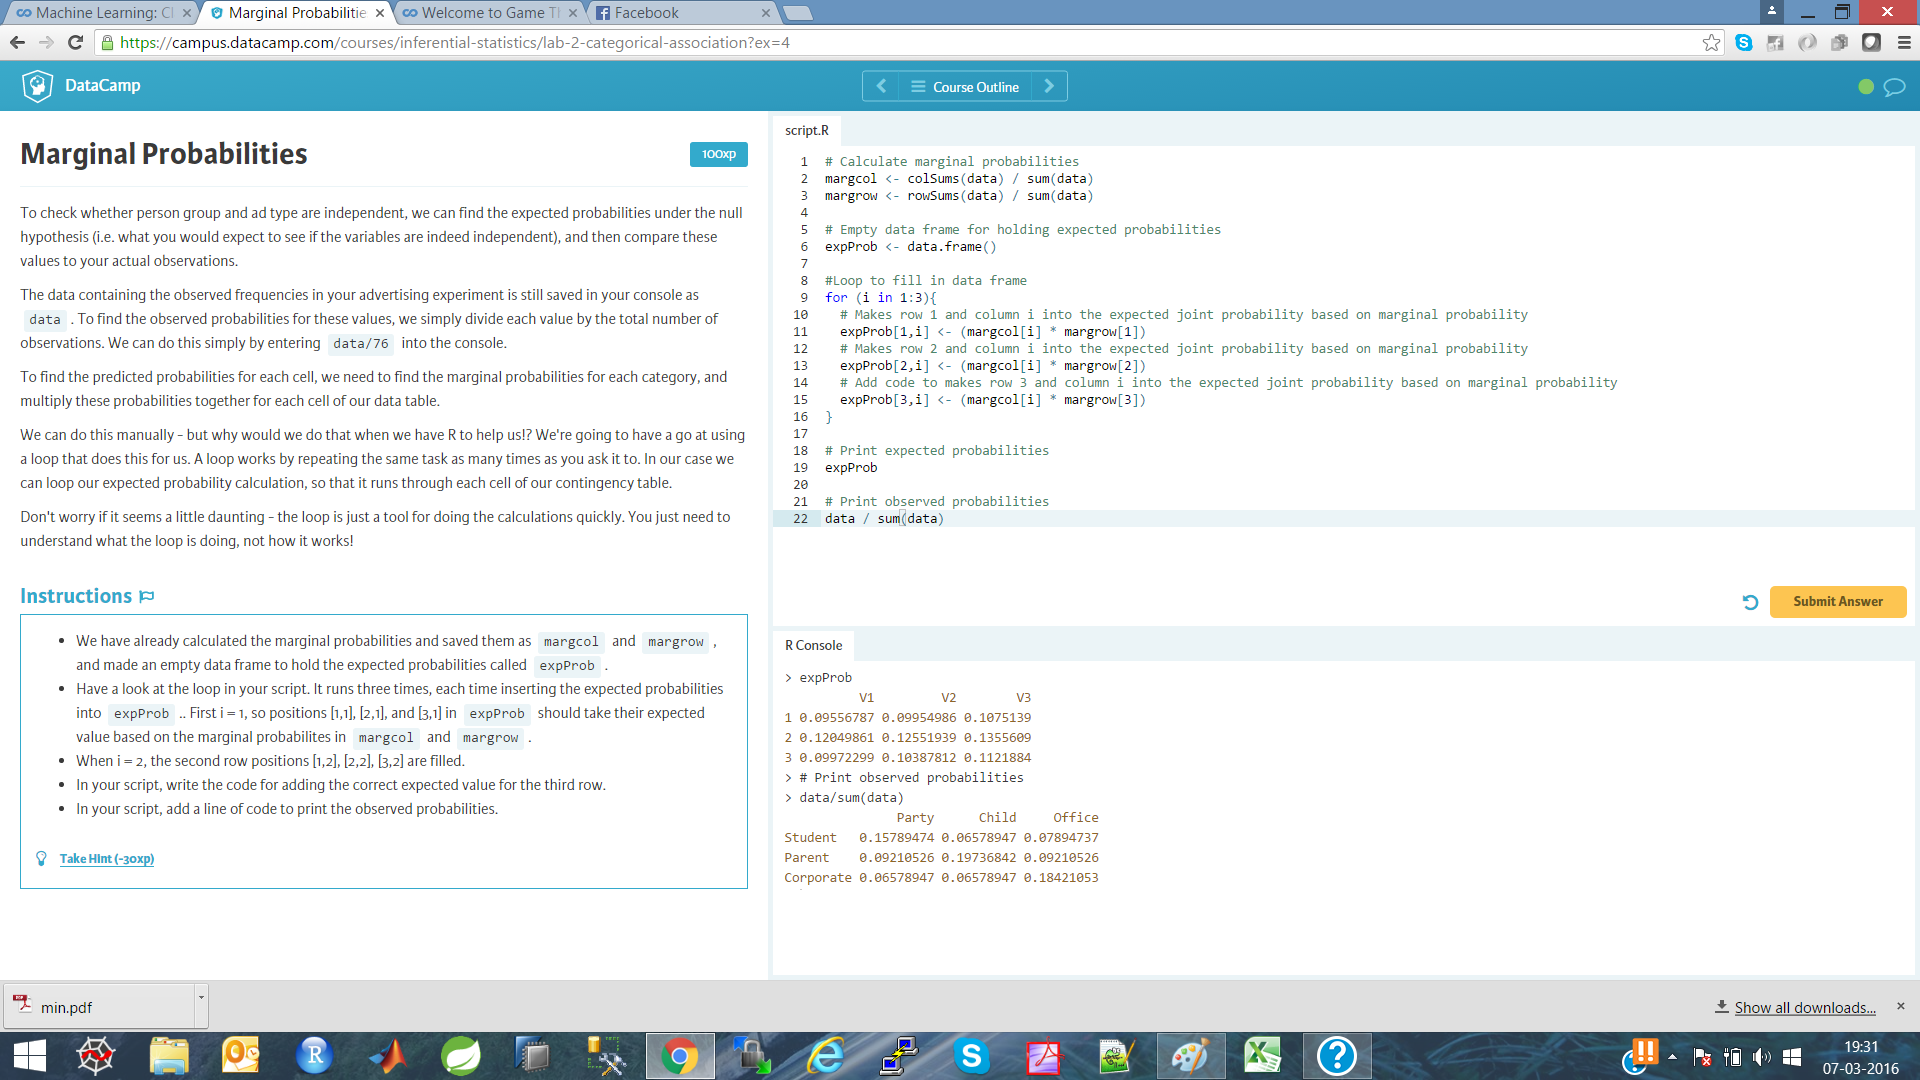 Machine Learning: Cl
Marginal Probabilitie
Welcome to Game Th
Facebook
https://campus.datacamp.com/courses/inferential-statistics/lab-2-categorical-association?ex=4
DataCamp
Course Outline
Marginal Probabilities
100xp
To check whether person group and ad type are independent, we can find the expected probabilities under the null
hypothesis (i.e. what you would expect to see if the variables are indeed independent), and then compare these
values to your actual observations.
The data containing the observed frequencies in your advertising experiment is still saved in your console as
data . To find the observed probabilities for these values, we simply divide each value by the total number of
observations. We can do this simply by entering data/76 into the console.
To find the predicted probabilities for each cell, we need to find the marginal probabilities for each category, and
multiply these probabilities together for each cell of our data table.
We can do this manually - but why would we do that when we have R to help us!? We're going to have a go at using
a loop that does this for us. A loop works by repeating the same task as many times as you ask it to. In our case we
can loop our expected probability calculation, so that it runs through each cell of our contingency table.
Don't worry if it seems a little daunting - the loop is just a tool for doing the calculations quickly. You just need to
understand what the loop is doing, not how it works!
Instructions
• We have already calculated the marginal probabilities and saved them as margcol and margrow ,
and made an empty data frame to hold the expected probabilities called expProb .
• Have a look at the loop in your script. It runs three times, each time inserting the expected probabilities
into expProb .. First i = 1, so positions [1,1], [2,1], and [3,1] in expProb should take their expected
value based on the marginal probabilites in margcol and margrow .
• When i = 2, the second row positions [1,2], [2,2], [3,2] are filled.
• In your script, write the code for adding the correct expected value for the third row.
• In your script, add a line of code to print the observed probabilities.
Take Hint (-30xp)
script.R
1 # Calculate marginal probabilities
2 margcol <- colSums(data) / sum(data)
3 margrow <- rowSums(data) / sum(data)
4
5 # Empty data frame for holding expected probabilities
6 expProb <- data.frame()
7
8 #Loop to fill in data frame
9 for (i in 1:3){
10 # Makes row 1 and column i into the expected joint probability based on marginal probability
11 expProb[1,i] <- (margcol[i] * margrow[1])
12 # Makes row 2 and column i into the expected joint probability based on marginal probability
13 expProb[2,i] <- (margcol[i] * margrow[2])
14 # Add code to makes row 3 and column i into the expected joint probability based on marginal probability
15 expProb[3,i] <- (margcol[i] * margrow[3])
16 }
17
18 # Print expected probabilities
19 expProb
20
21 # Print observed probabilities
22 data / sum(data)
Submit Answer
R Console
> expProb
V1 V2 V3
1 0.09556787 0.09954986 0.1075139
2 0.12049861 0.12551939 0.1355609
3 0.09972299 0.10387812 0.1121884
> # Print observed probabilities
> data/sum(data)
Party Child Office
Student 0.15789474 0.06578947 0.07894737
Parent 0.09210526 0.19736842 0.09210526
Corporate 0.06578947 0.06578947 0.18421053
min.pdf
Show all downloads...
19:31
07-03-2016